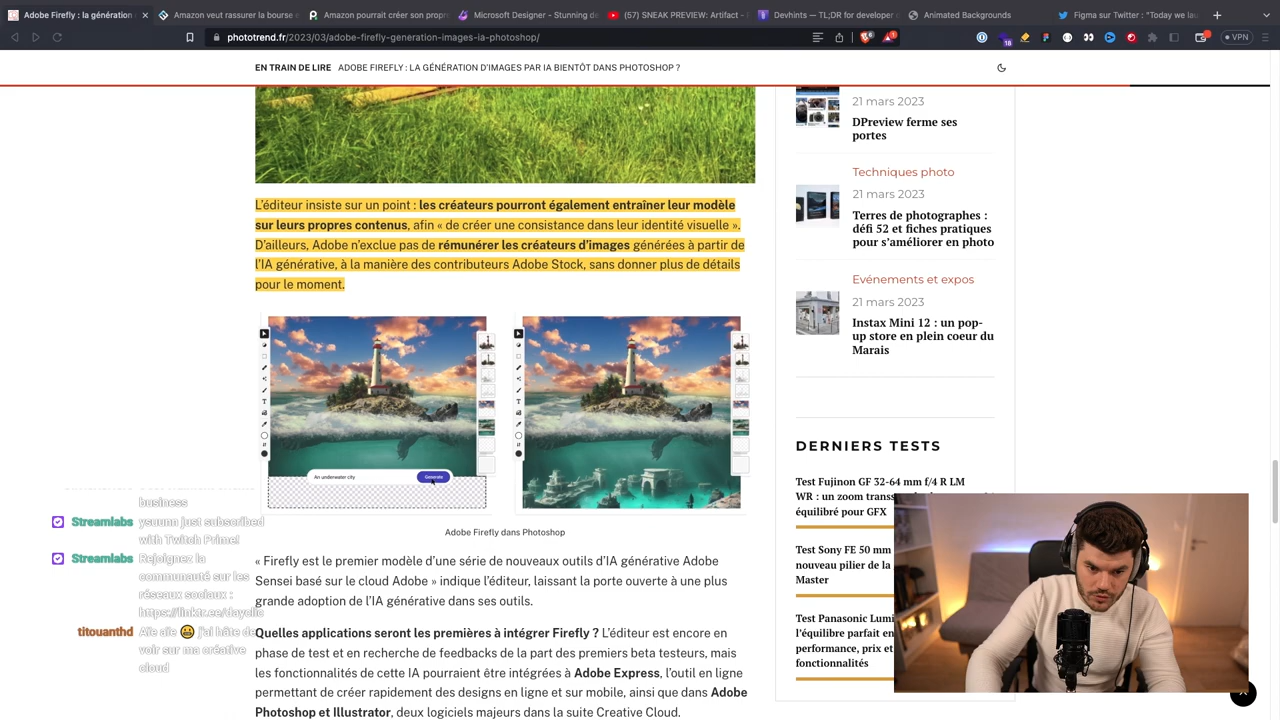 Adobe Firefly : la génération
Amazon veut rassurer la bourse
Amazon pourrait créer son propr
Microsoft Designer - Stunning de
(57) SNEAK PREVIEW: Artifact -
Devhints — TL;DR for developer
Animated Backgrounds
Figma sur Twitter : "Today we lau
phototrend.fr/2023/03/adobe-firefly-generation-images-ia-photoshop/
VPN
EN TRAIN DE LIRE ADOBE FIREFLY : LA GÉNÉRATION D'IMAGES PAR IA BIENTÔT DANS PHOTOSHOP ?
L'éditeur insiste sur un point : les créateurs pourront également entraîner leur modèle
sur leurs propres contenus, afin « de créer une consistance dans leur identité visuelle ».
D'ailleurs, Adobe n'exclue pas de rémunérer les créateurs d'images générées à partir de
l'IA générative, à la manière des contributeurs Adobe Stock, sans donner plus de détails
pour le moment.
An underwater city
Generate
Adobe Firefly dans Photoshop
« Firefly est le premier modèle d'une série de nouveaux outils d'IA générative Adobe
Sensei basé sur le cloud Adobe » indique l'éditeur, laissant la porte ouverte à une plus
grande adoption de l'IA générative dans ses outils.
Quelles applications seront les premières à intégrer Firefly ? L'éditeur est encore en
phase de test et en recherche de feedbacks de la part des premiers beta testeurs, mais
les fonctionnalités de cette IA pourraient être intégrées à Adobe Express, l'outil en ligne
permettant de créer rapidement des designs en ligne et sur mobile, ainsi que dans Adobe
Photoshop et Illustrator, deux logiciels majeurs dans la suite Creative Cloud.
21 mars 2023
DPreview ferme ses
portes
Techniques photo
21 mars 2023
Terres de photographes :
défi 52 et fiches pratiques
pour s'améliorer en photo
Evénements et expos
21 mars 2023
Instax Mini 12 : un pop-
up store en plein coeur du
Marais
DERNIERS TESTS
Test Fujinon GF 32-64 mm f/4 R LM
WR : un zoom transs
équilibré pour GFX
Test Sony FE 50 mm
nouveau pilier de la
Master
Test Panasonic Lumi
l'équilibre parfait en
performance, prix et
fonctionnalités
business
Streamlabs ysuunn just subscribed
with Twitch Prime!
Streamlabs Rejoignez la
communauté sur les
réseaux sociaux :
https://linktr.ee/dayclic
titouanthd Aïe aïe 😀 j'ai hâte de
voir sur ma créative
cloud